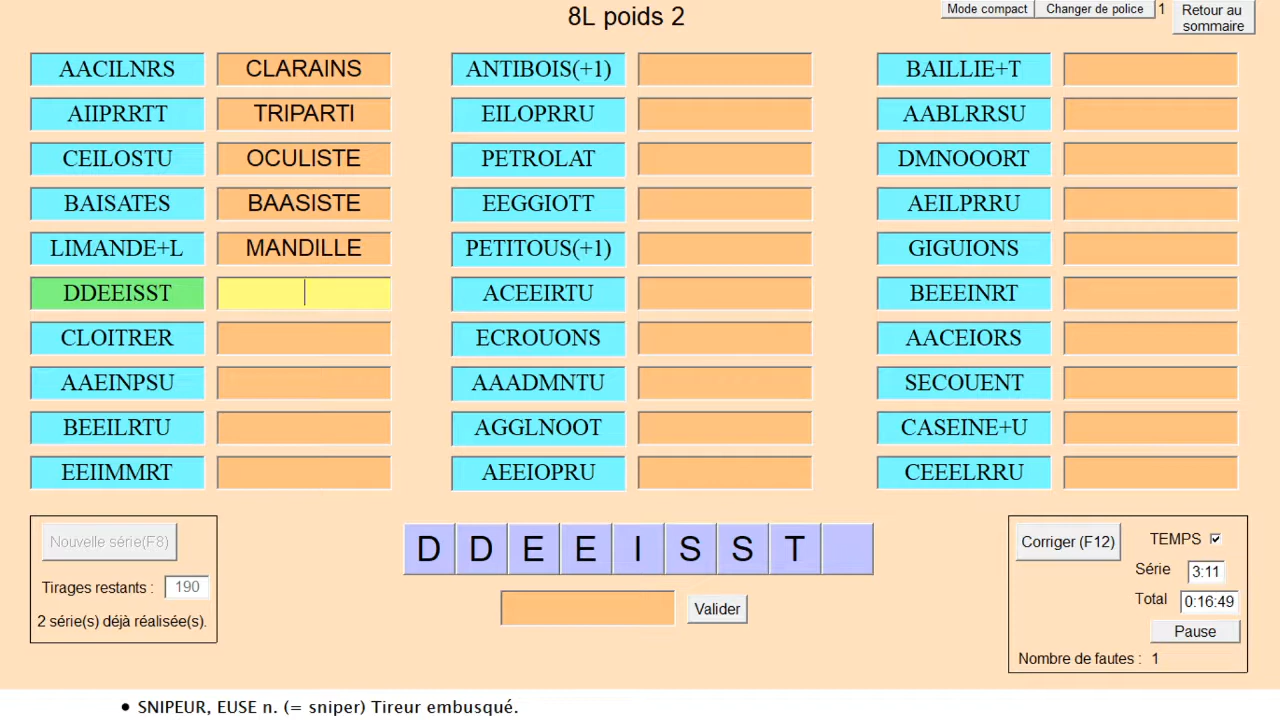 8L poids 2
Mode compact Changer de police 1 Retour au sommaire
AACILNRS CLARAINS ANTIBOIS(+1) BAILLIE+T
AIIPRRTT TRIPARTI EILOPRRU AABLRRSU
CEILOSTU OCULISTE PETROLAT DMNOOORT
BAISATES BAASISTE EEGGIOTT AEILPRRU
LIMANDE+L MANDILLE PETITOUS(+1) GIGUIONS
DDEEISST ACEEIRTU BEEEINRT
CLOITRER ECROUONS AACEIORS
AAEINPSU AAADMNTU SECOUENT
BEEILRTU AGGLNOOT CASEINE+U
EEIIMMRT AEEIOPRU CEEELRRU
Nouvelle série(F8)
Tirages restants : 190
2 série(s) déjà réalisée(s).
D D E E I S S T
Valider
Corriger (F12) TEMPS
Série 3:11
Total 0:16:49
Pause
Nombre de fautes : 1
• SNIPEUR, EUSE n. (= sniper) Tireur embusqué.